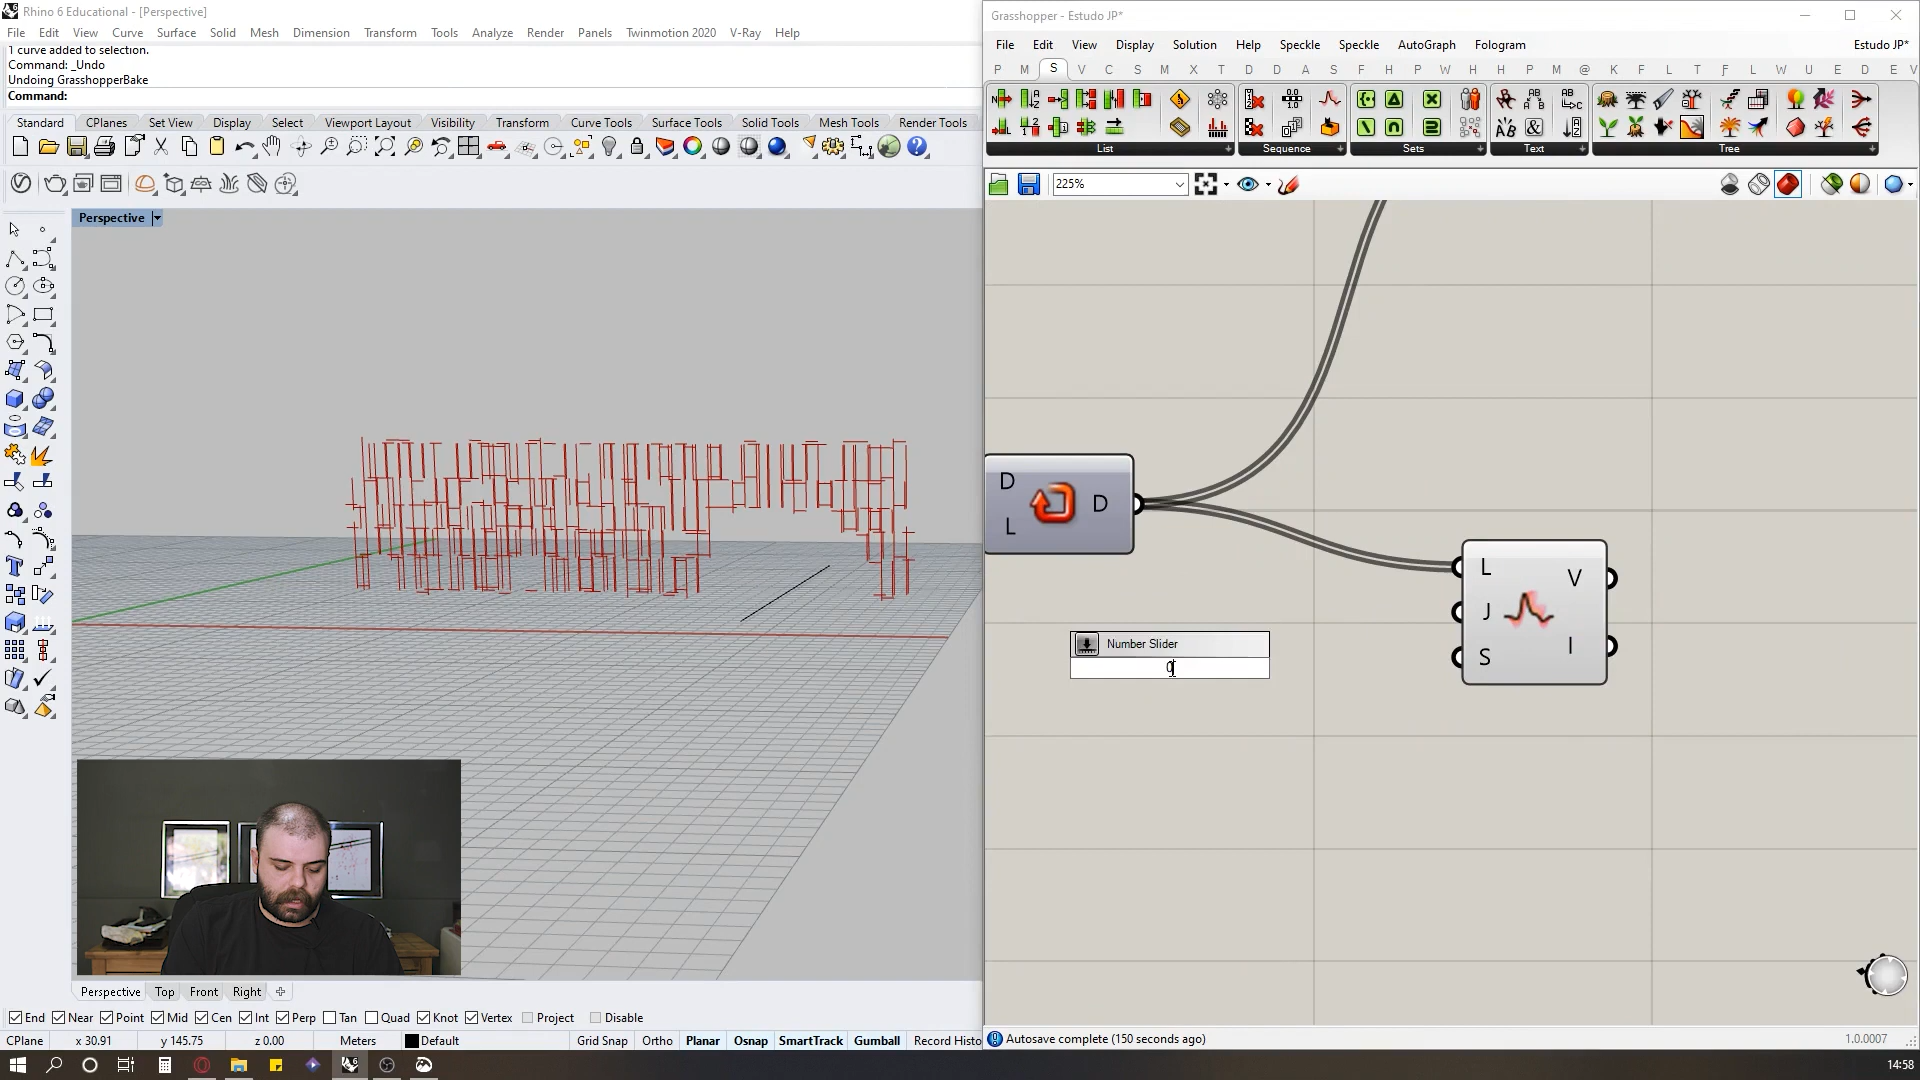 Rhino 6 Educational - [Perspective]
File Edit View Curve Surface Solid Mesh Dimension Transform Tools Analyze Render Panels Twinmotion 2020 V-Ray Help
1 curve added to selection.
Command: _Undo
Undoing GrasshopperBake
Command:
Standard CPlanes Set View Display Select Viewport Layout Visibility Transform Curve Tools Surface Tools Solid Tools Mesh Tools Render Tools
Perspective
Perspective Top Front Right
End Near Point Mid Cen Int Perp Tan Quad Knot Vertex Project Disable
CPlane x 30.91 y 145.75 z 0.00 Meters Default Grid Snap Ortho Planar Osnap SmartTrack Gumball Record Histo
Grasshopper - Estudo JP*
File Edit View Display Solution Help Speckle Speckle AutoGraph Fologram Estudo JP*
P M S V C S M X T D D A S F H P W H H P M @ K F L T F L W U E D E V
List Sequence Sets Text Tree
225%
D
L
D
L
J
S
V
I
Number Slider
0
Autosave complete (150 seconds ago)
1.0.0007
14:58